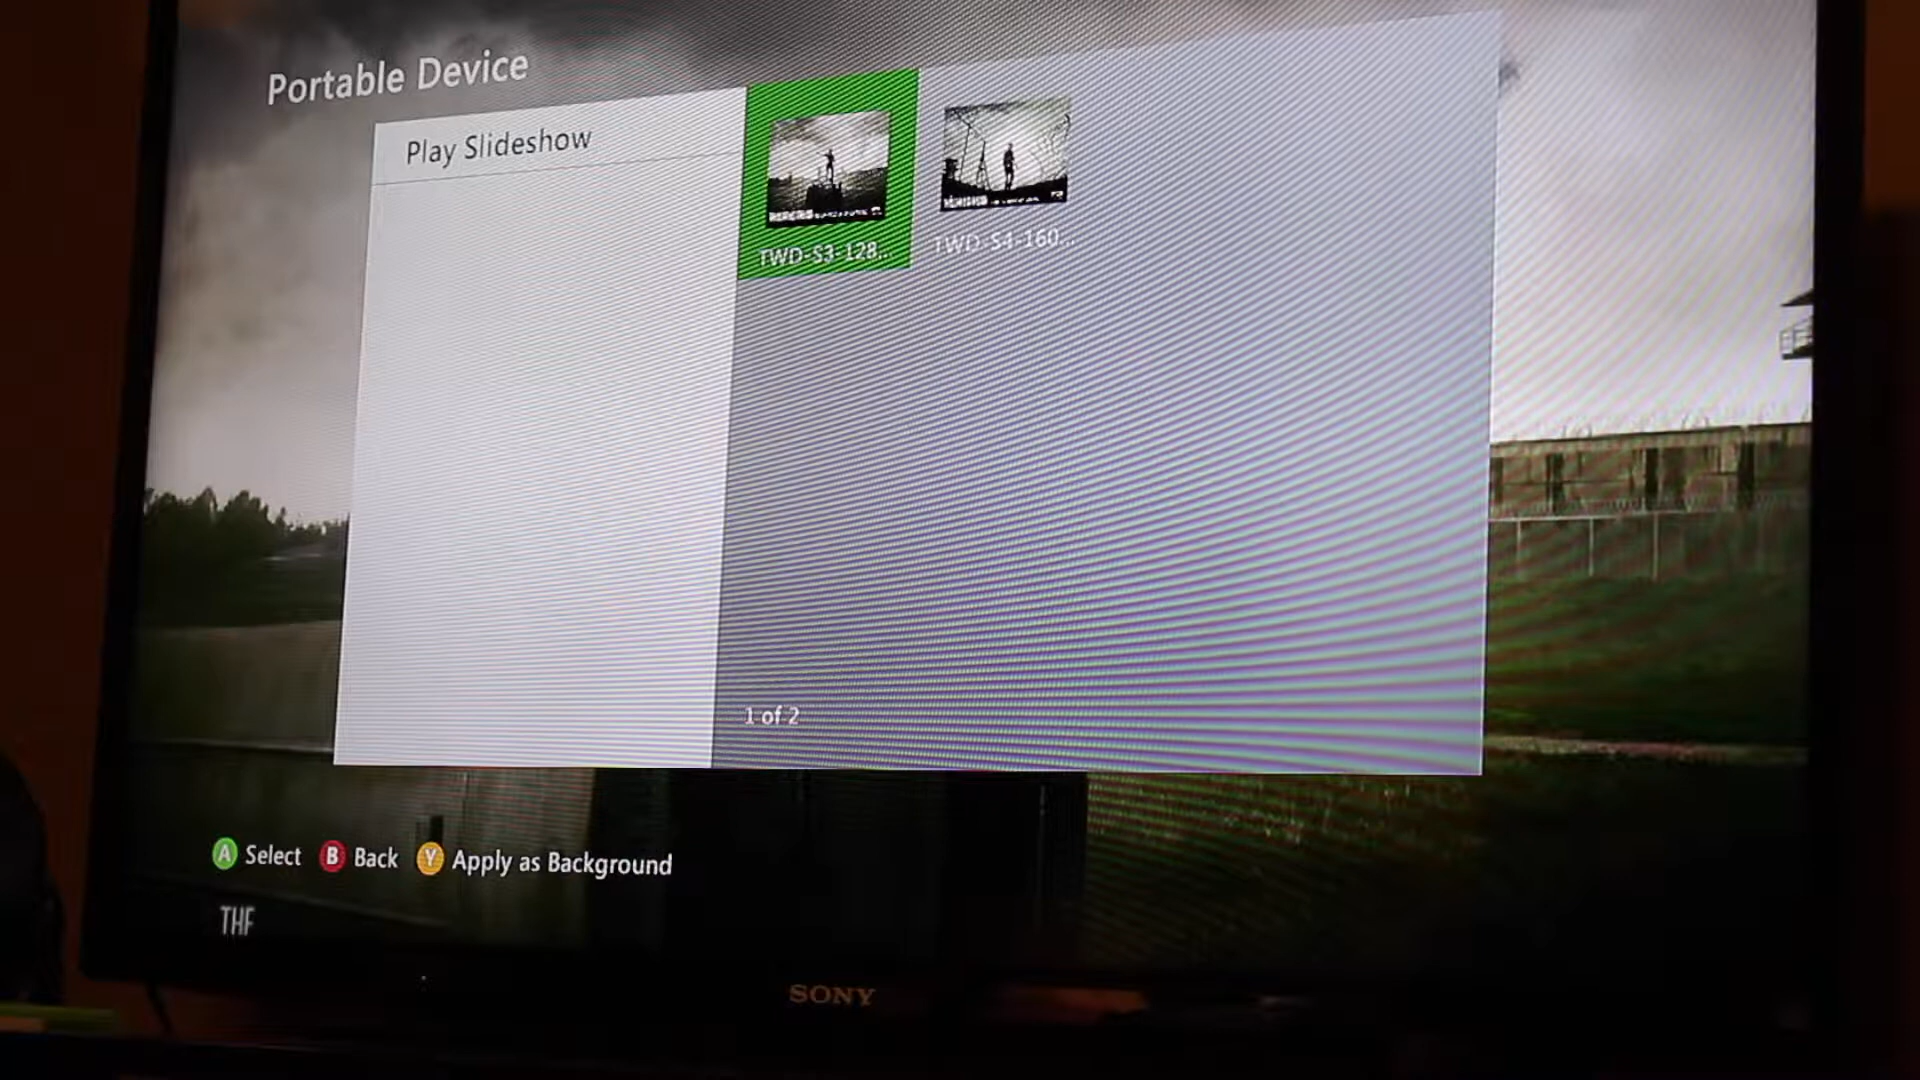 Portable Device
Play Slideshow
TWD-S3-128...
TWD-S4-160...
1 of 2
A Select B Back Y Apply as Background
THE
SONY